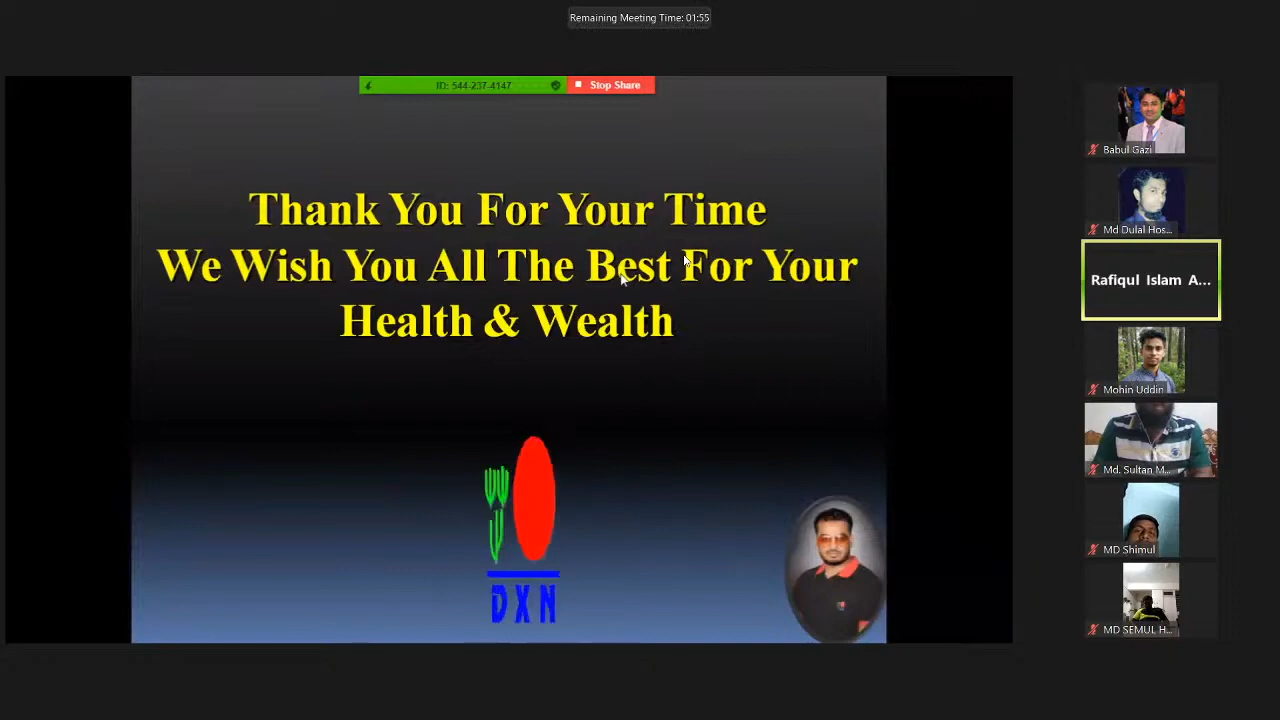 Remaining Meeting Time: 01:55
ID: 544-237-4147
Stop Share
Thank You For Your Time
We Wish You All The Best For Your
Health & Wealth
DXN
Babul Gazi
Md Dulal Hos...
Rafiqul Islam A...
Mohin Uddin
Md. Sultan M...
MD Shimul
MD SEMUL H...